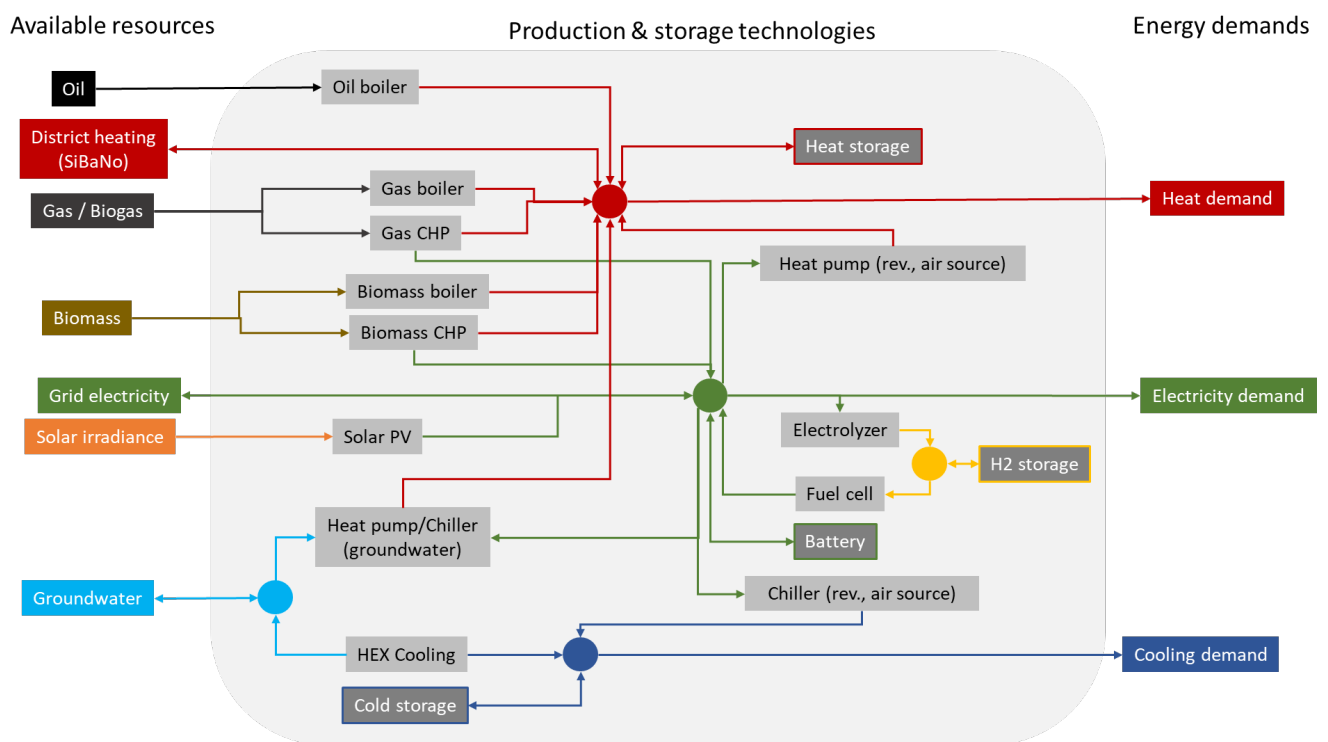 Available resources
Production & storage technologies
Energy demands
Oil
Oil boiler
District heating
(SiBaNo)
Heat storage
Gas boiler
Gas / Biogas
Heat demand
Gas CHP
Heat pump (rev., air source)
Biomass boiler
Biomass
Biomass CHP
Grid electricity
Electricity demand
Solar irradiance
Solar PV
Electrolyzer
H2 storage
Fuel cell
Heat pump/Chiller
(groundwater)
Battery
Groundwater
Chiller (rev., air source)
HEX Cooling
Cooling demand
Cold storage